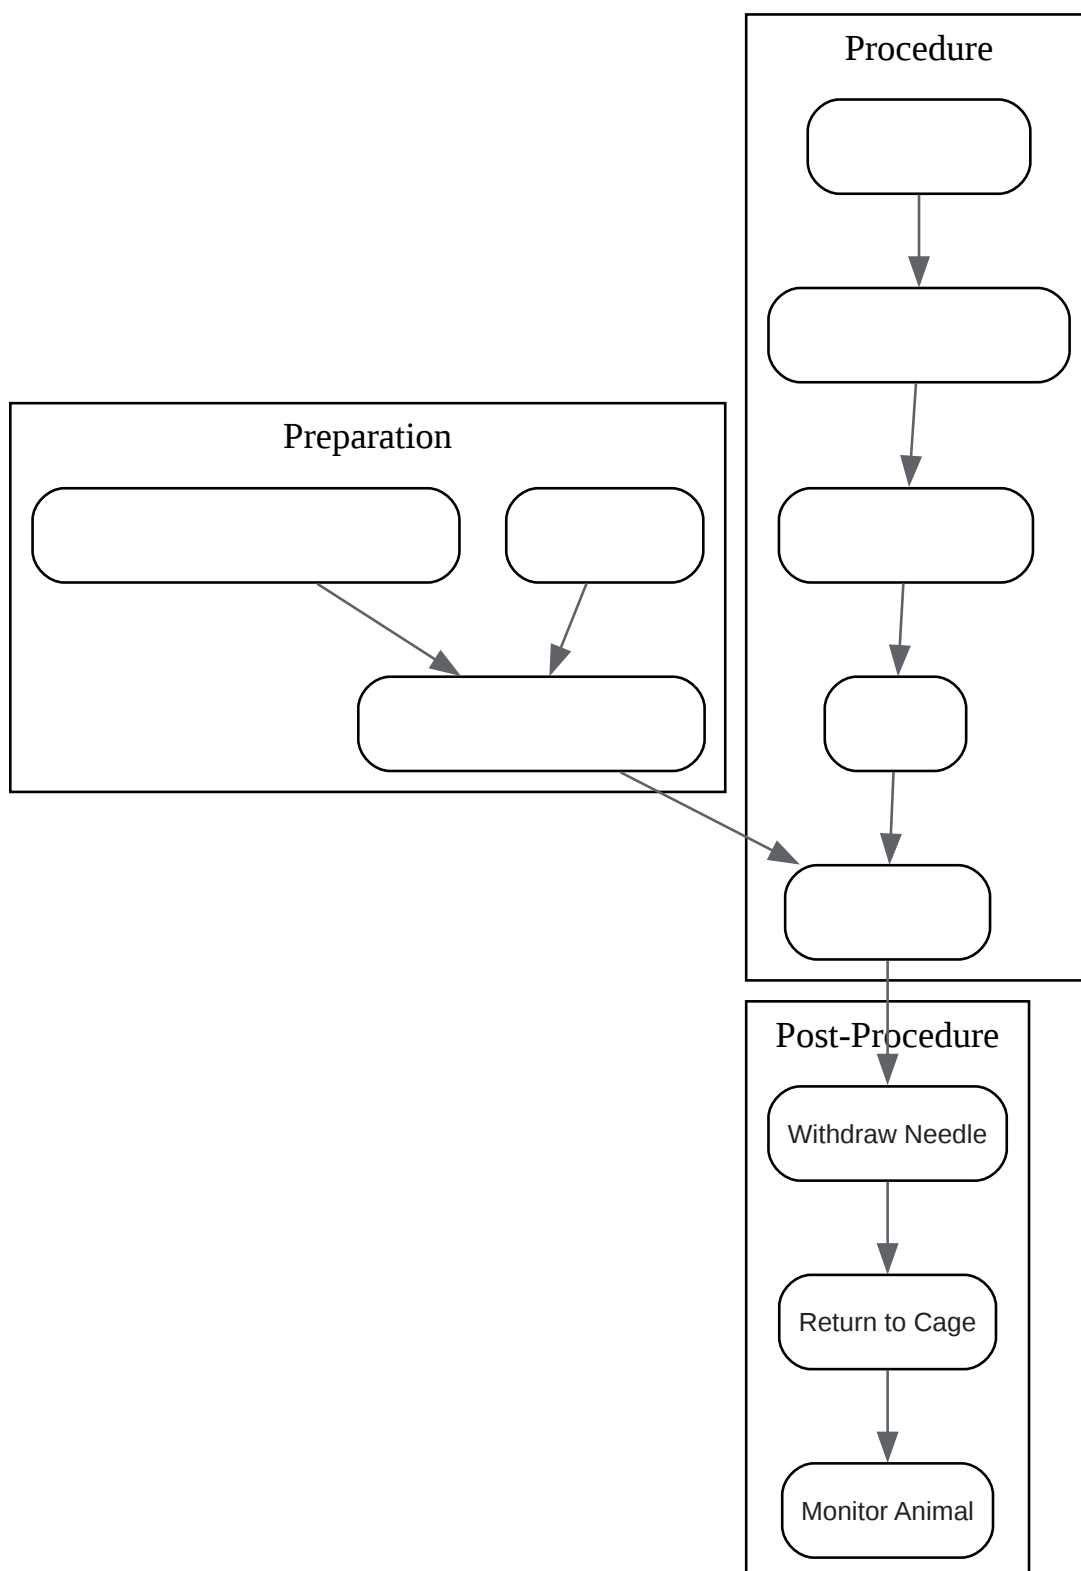 Procedure
Preparation
Post-Procedure
Withdraw Needle
Return to Cage
Monitor Animal